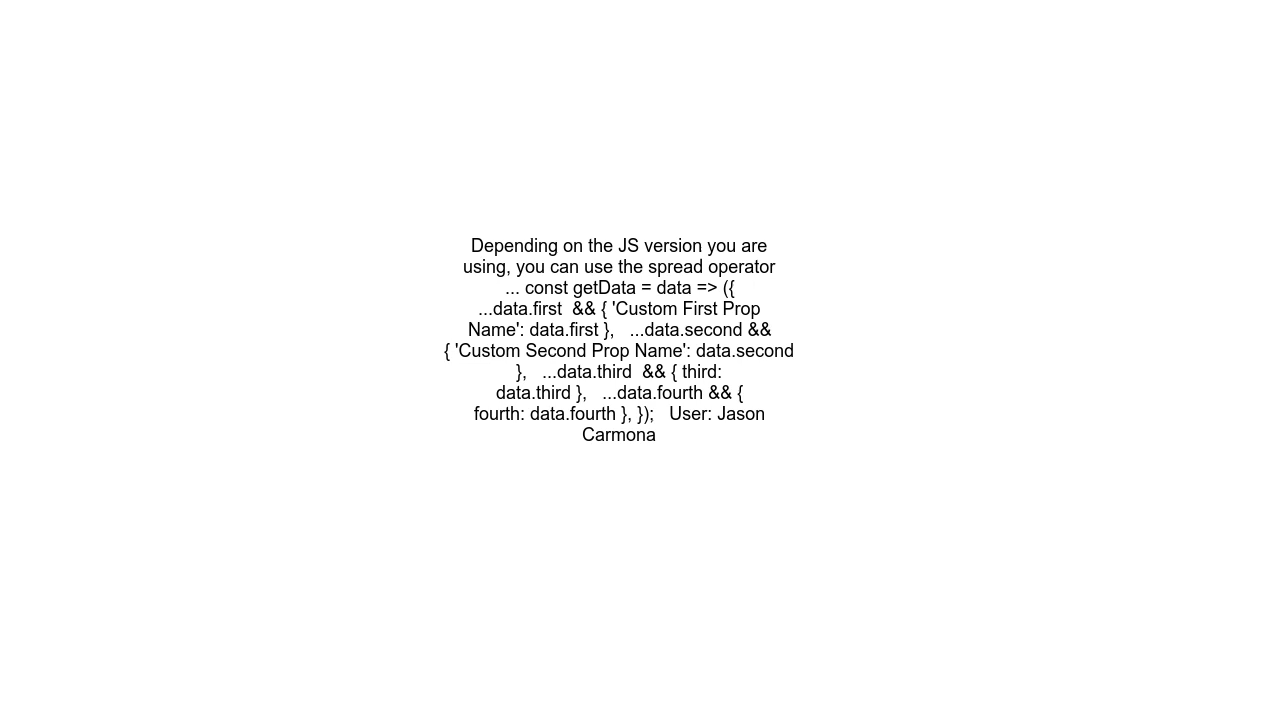 Depending on the JS version you are
using, you can use the spread operator
... const getData = data => ({
...data.first  && { 'Custom First Prop
Name': data.first },   ...data.second &&
{ 'Custom Second Prop Name': data.second
},   ...data.third  && { third:
data.third },   ...data.fourth && {
fourth: data.fourth }, });   User: Jason
Carmona